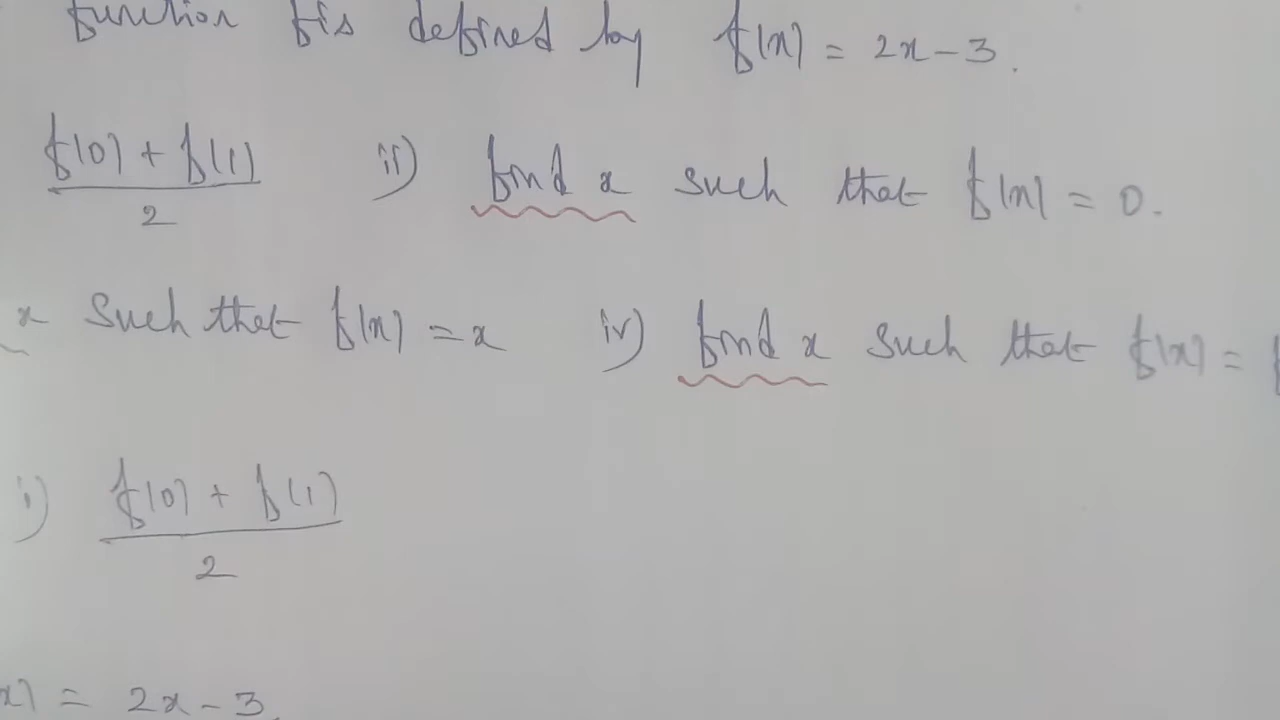 function f is defined by f(x) = 2x - 3.
f(0) + f(1) / 2 ii) find x such that f(x) = 0.
x such that f(x) = x iv) find x such that f(x) =
i) f(0) + f(1) / 2
x) = 2x - 3.